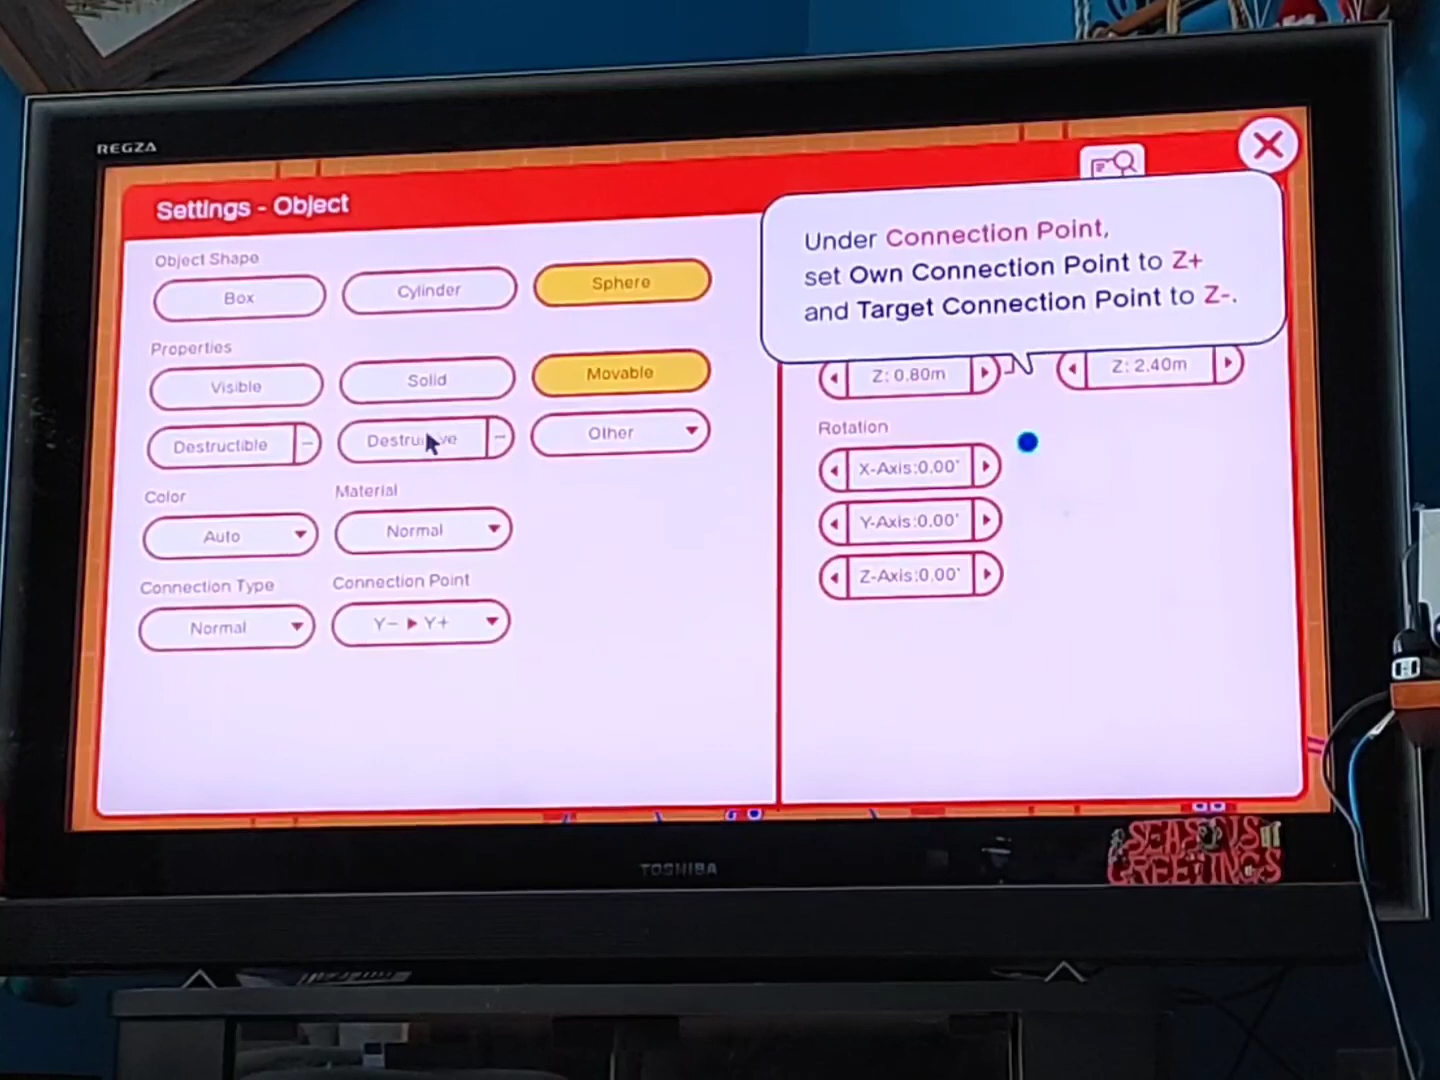 REGZA
Settings - Object
Under Connection Point,
set Own Connection Point to Z+
and Target Connection Point to Z-.
Object Shape
Box
Cylinder
Sphere
Properties
Visible
Solid
Movable
Destructible
–
–
Other
Color
Material
Auto
Normal
Connection Type
Connection Point
Normal
Y– ▶ Y+
Z: 0.80m
Z: 2.40m
Rotation
X-Axis:0.00°
Y-Axis:0.00°
Z-Axis:0.00°
TOSHIBA
SEASONS
GREETINGS